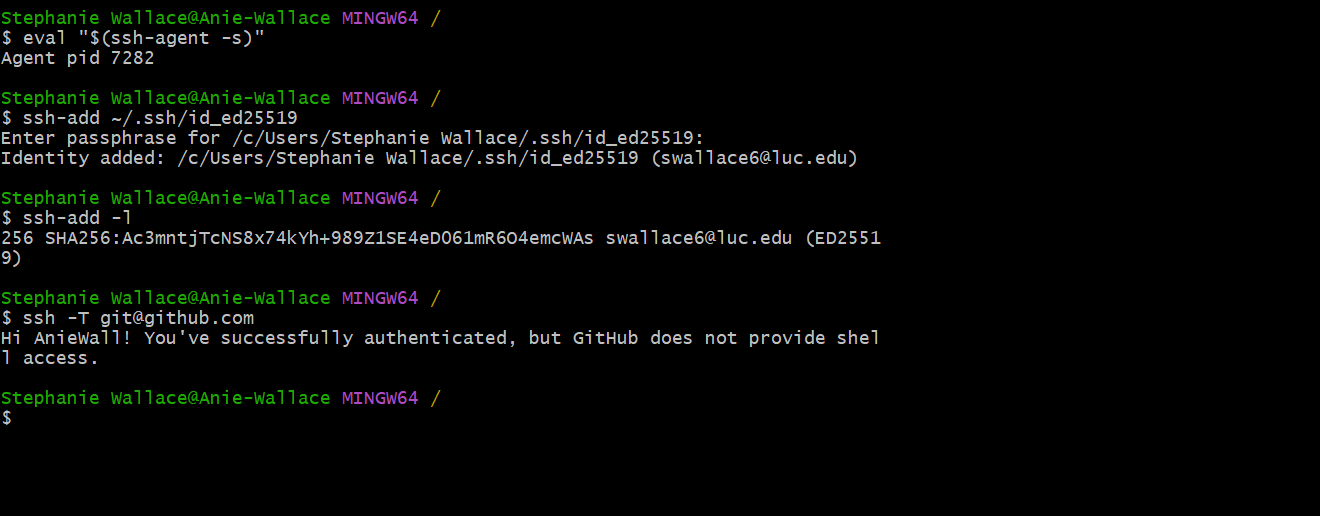 Stephanie Wallace@Anie-Wallace MINGW64 /
$ eval "$(ssh-agent -s)"
Agent pid 7282
Stephanie Wallace@Anie-Wallace MINGW64 /
$ ssh-add ~/.ssh/id_ed25519
Enter passphrase for /c/Users/Stephanie Wallace/.ssh/id_ed25519:
Identity added: /c/Users/Stephanie Wallace/.ssh/id_ed25519 (swallace6@luc.edu)
Stephanie Wallace@Anie-Wallace MINGW64 /
$ ssh-add -l
256 SHA256:Ac3mntjTcNS8x74kYh+989Z1SE4eDO61mR6O4emcWAs swallace6@luc.edu (ED2551
9)
Stephanie Wallace@Anie-Wallace MINGW64 /
$ ssh -T git@github.com
Hi AnieWall! You've successfully authenticated, but GitHub does not provide shel
l access.
Stephanie Wallace@Anie-Wallace MINGW64 /
$